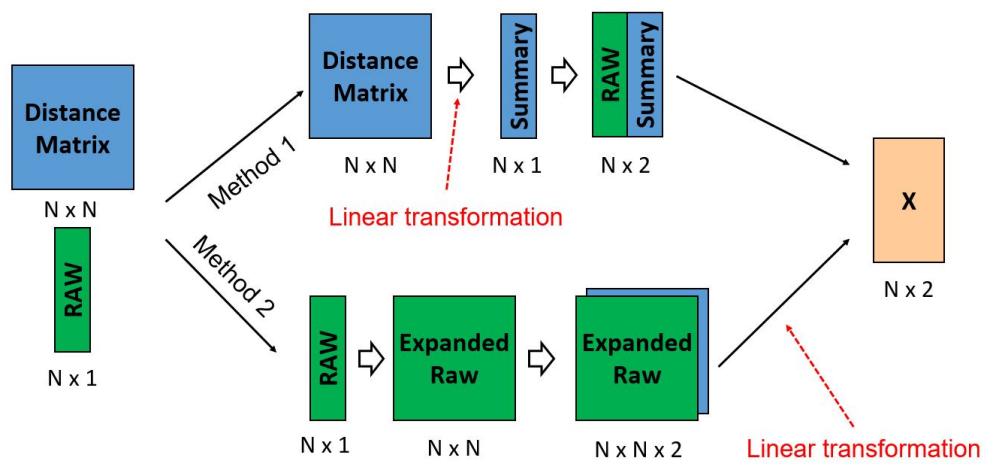 Distance
Matrix
N x N
RAW
N x 1
Method 1
Distance
Matrix
N x N
Linear transformation
Summary
N x 1
RAW
Summary
N x 2
Method 2
RAW
N x 1
Expanded
Raw
N x N
Expanded
Raw
N x N x 2
Linear transformation
X
N x 2